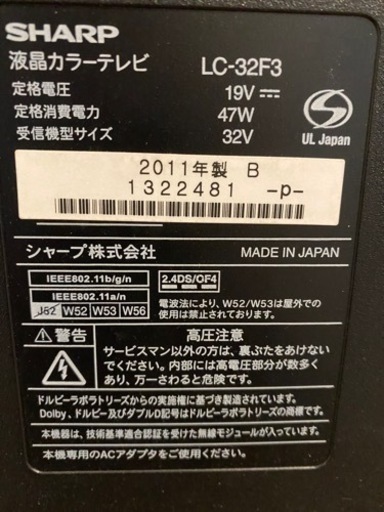 SHARP
液晶カラーテレビ LC-32F3
定格電圧 19V
定格消費電力 47W
受信機型サイズ 32V
UL Japan
2011年製 B
1322481 -p-
シャープ株式会社 MADE IN JAPAN
IEEE802.11b/g/n 2.4DS/OF4
IEEE802.11a/n
J52 W52 W53 W56
電波法により、W52/W53は屋外での
使用が禁止されております。
警告 高圧注意
サービスマン以外の方は、裏ぶたをあけない
でください。内部には高電圧部分が数多く
あり、万一さわると危険です。
ドルビーラボラトリーズからの実施権に基づき製造されています。
Dolby、ドルビー及びダブルD記号はドルビーラボラトリーズの商標です。
本機器は、技術基準適合認証を受けた無線モジュールが入っています。
本機専用のACアダプタをご使用ください。